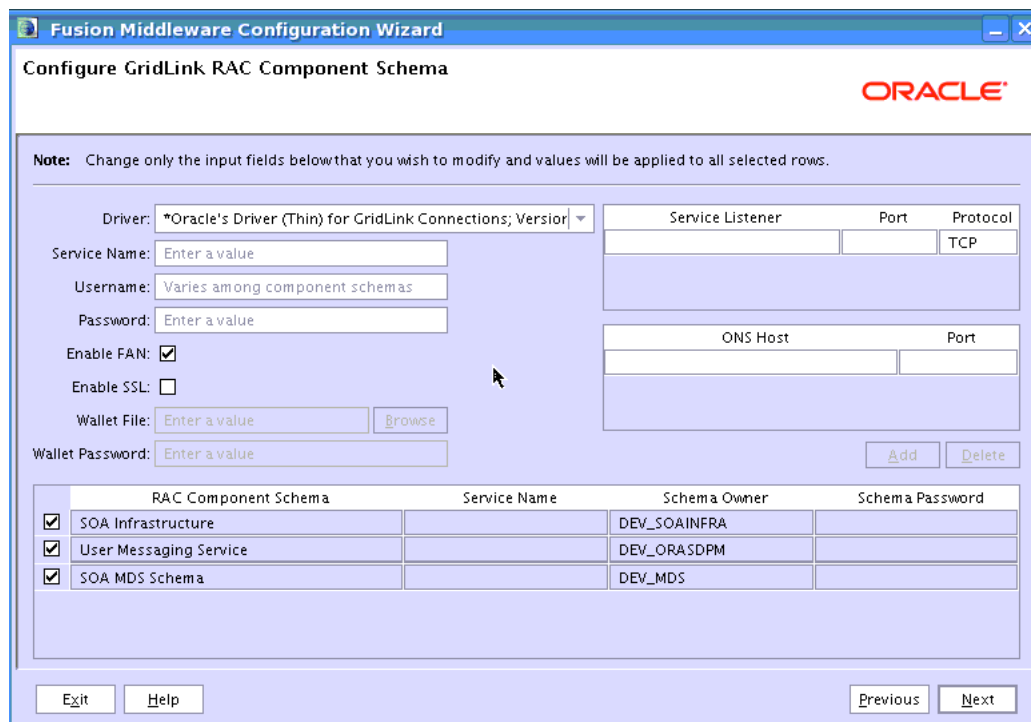 Fusion Middleware Configuration Wizard
Configure GridLink RAC Component Schema
ORACLE
Note: Change only the input fields below that you wish to modify and values will be applied to all selected rows.
Driver: *Oracle's Driver (Thin) for GridLink Connections; Version
Service Name: Enter a value
Username: Varies among component schemas
Password: Enter a value
Enable FAN:
Enable SSL:
Wallet File: Enter a value Browse
Wallet Password: Enter a value
Service Listener Port Protocol
TCP
ONS Host Port
Add Delete
RAC Component Schema Service Name Schema Owner Schema Password
SOA Infrastructure DEV_SOAINFRA
User Messaging Service DEV_ORASDPM
SOA MDS Schema DEV_MDS
Exit Help Previous Next